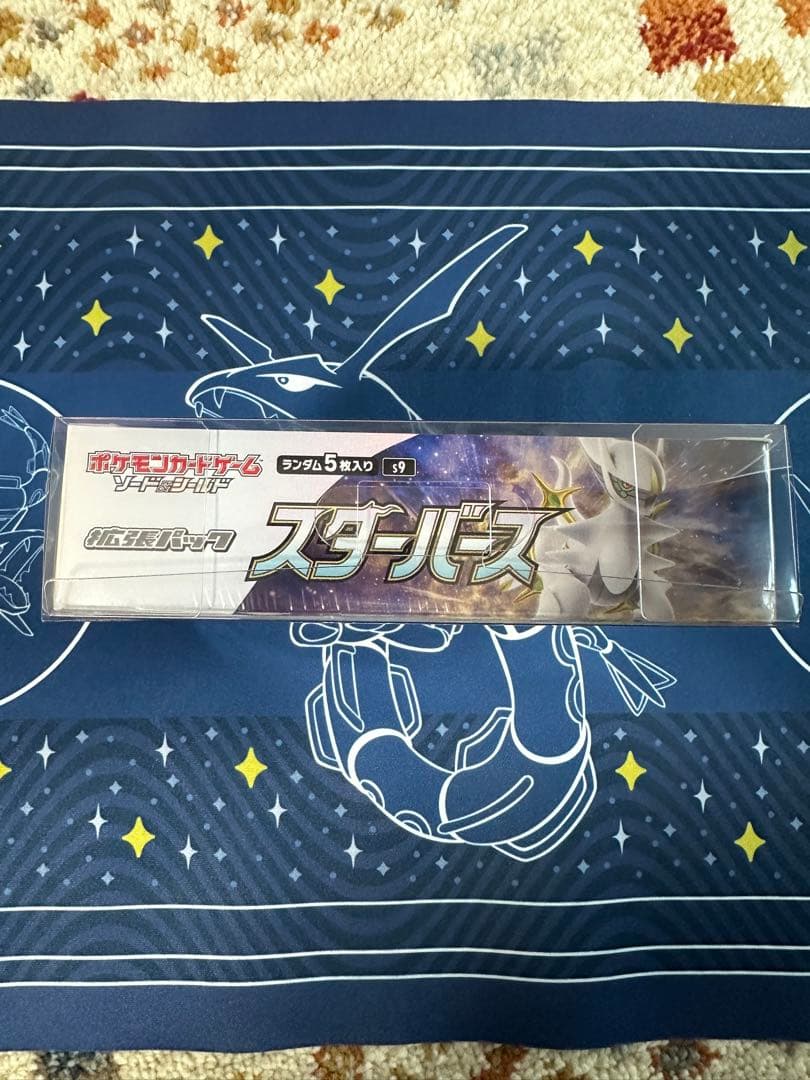 ポケモンカードゲーム
ソード&シールド
拡張パック
ランダム5枚入り s9
スターバース